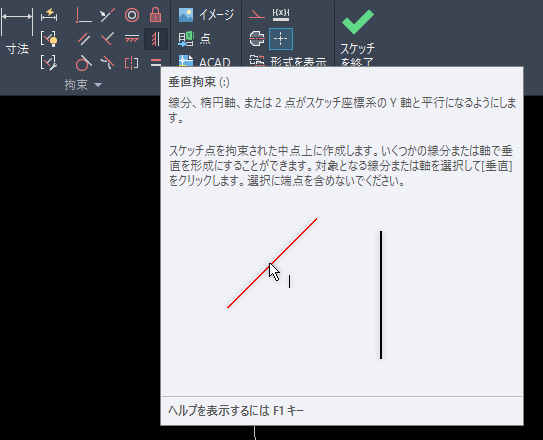 イメージ
点
ACAD
寸法
拘束
形式を表示
スケッチ
を終了
垂直拘束 (:)
線分、楕円軸、または 2 点がスケッチ座標系の Y 軸と平行になるようにしま
す。
スケッチ点を拘束された中点上に作成します。いくつかの線分または軸で垂
直を形成にすることができます。対象となる線分または軸を選択して[垂直]
をクリックします。選択に端点を含めないでください。
ヘルプを表示するには F1 キー